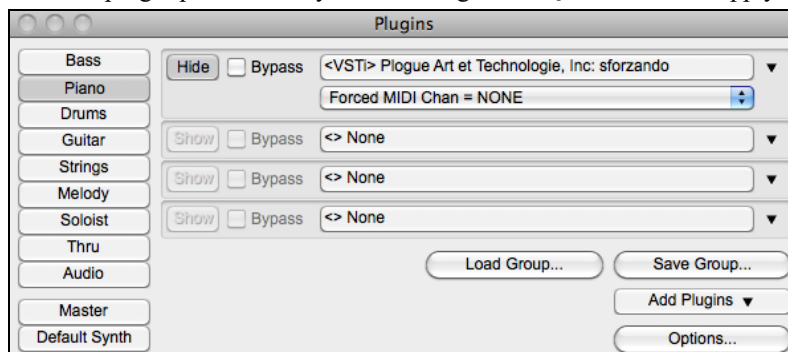 Plugins
Bass
Piano
Drums
Guitar
Strings
Melody
Soloist
Thru
Audio
Master
Default Synth
Hide Bypass <VSTi> Plogue Art et Technologie, Inc: sforzando
Forced MIDI Chan = NONE
Show Bypass <> None
Show Bypass <> None
Show Bypass <> None
Load Group... Save Group...
Add Plugins ▼
Options...